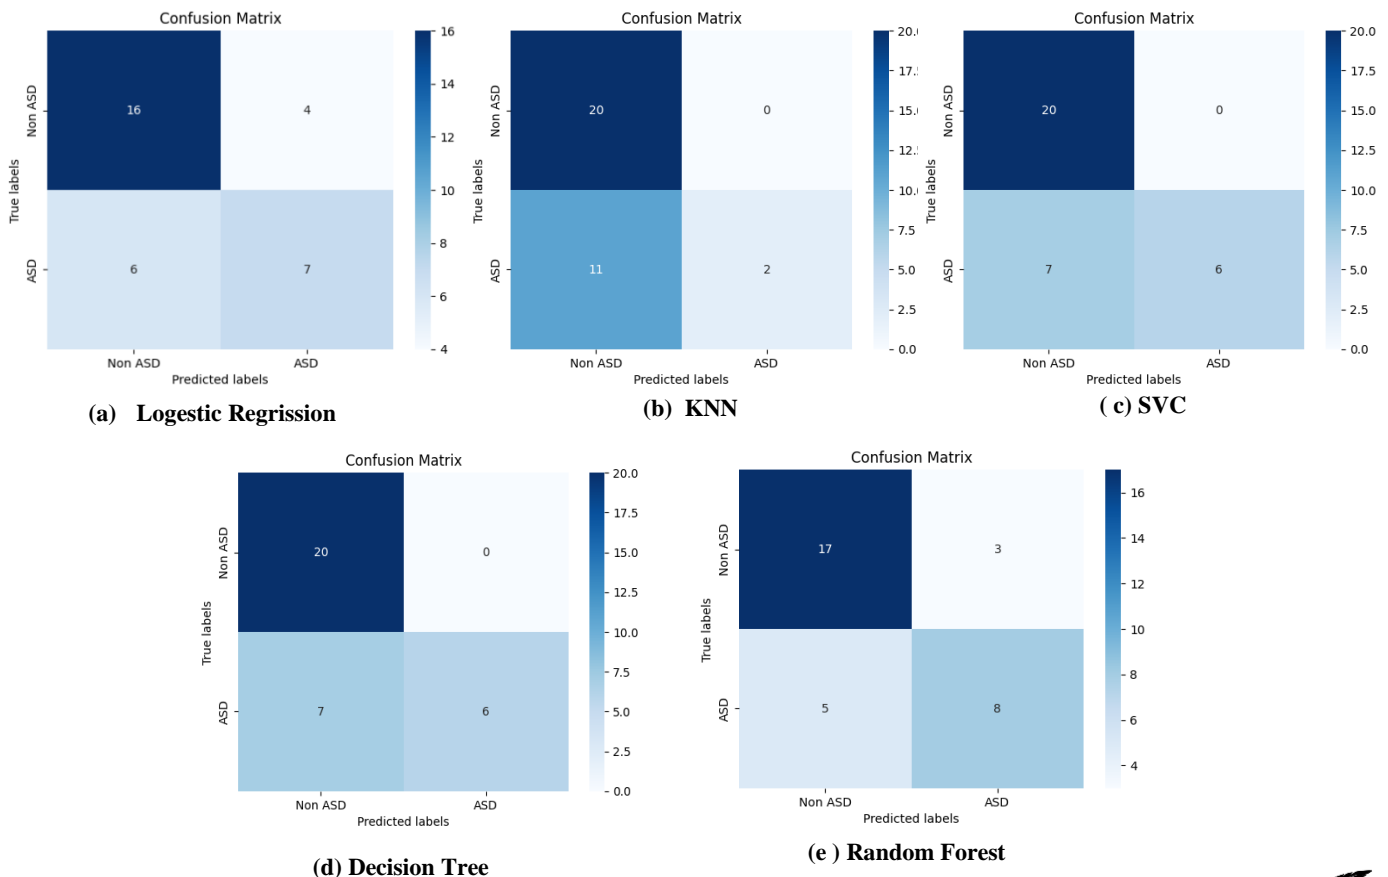 Confusion Matrix
Non ASD
ASD
True labels
16
4
6
7
Non ASD
ASD
Predicted labels
16
14
12
10
8
6
4
(a) Logestic Regrission
Confusion Matrix
20
0
11
2
Non ASD
ASD
Predicted labels
20.0
17.5
15.0
12.5
10.0
7.5
5.0
2.5
0.0
(b) KNN
Confusion Matrix
True labels
Non ASD
ASD
20
0
7
6
Non ASD
ASD
Predicted labels
20.0
17.5
15.0
12.5
10.0
7.5
5.0
2.5
0.0
( c) SVC
Confusion Matrix
True labels
Non ASD
ASD
20
0
7
6
Non ASD
ASD
Predicted labels
20.0
17.5
15.0
12.5
10.0
7.5
5.0
2.5
0.0
(d) Decision Tree
Confusion Matrix
True labels
Non ASD
ASD
17
3
5
8
Non ASD
ASD
Predicted labels
16
14
12
10
8
6
4
(e ) Random Forest